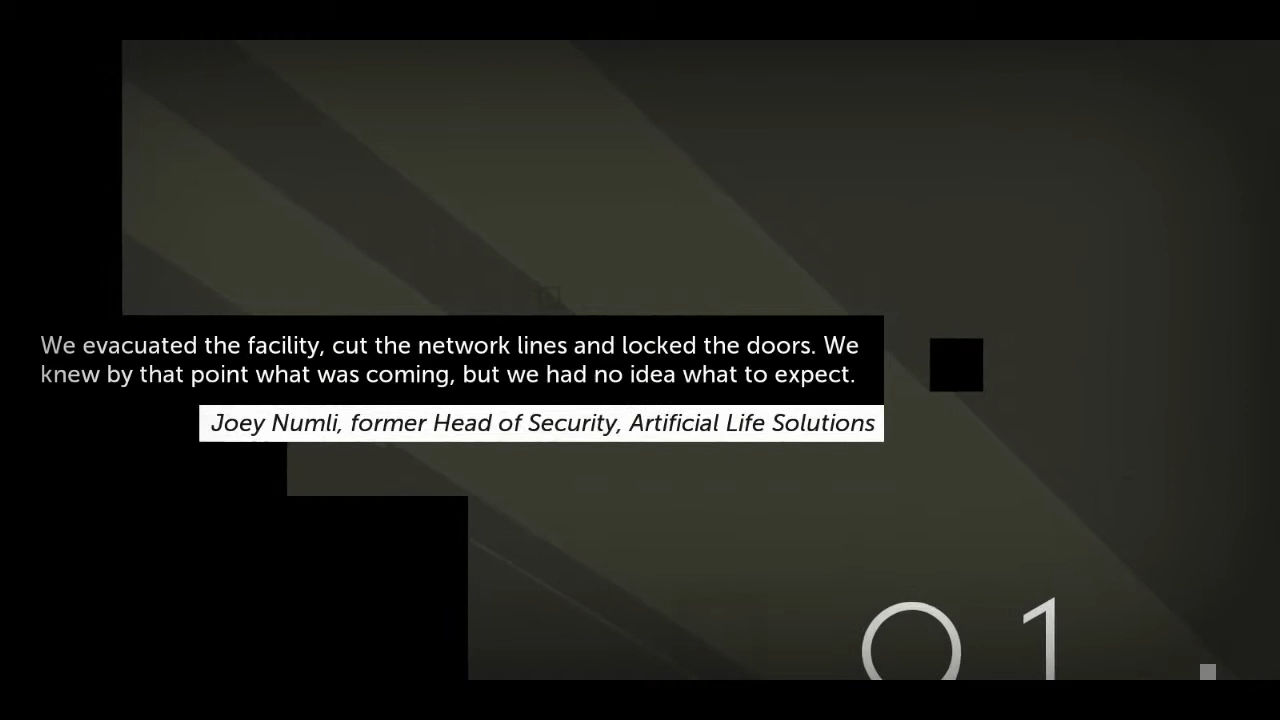 We evacuated the facility, cut the network lines and locked the doors. We
knew by that point what was coming, but we had no idea what to expect.
Joey Numli, former Head of Security, Artificial Life Solutions
01